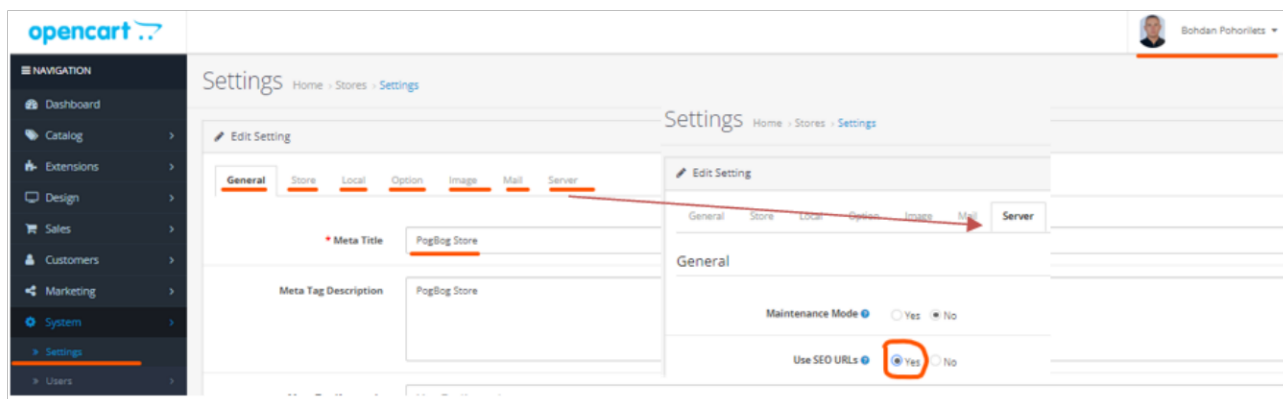 opencart
Bohdan Pohorilets
NAVIGATION
Dashboard
Catalog
Extensions
Design
Sales
Customers
Marketing
System
» Settings
» Users
Settings Home › Stores › Settings
Edit Setting
General Store Local Option Image Mail Server
* Meta Title PogBog Store
Meta Tag Description PogBog Store
Settings Home › Stores › Settings
Edit Setting
General Store Local Option Image Mail Server
General
Maintenance Mode Yes No
Use SEO URLs Yes No